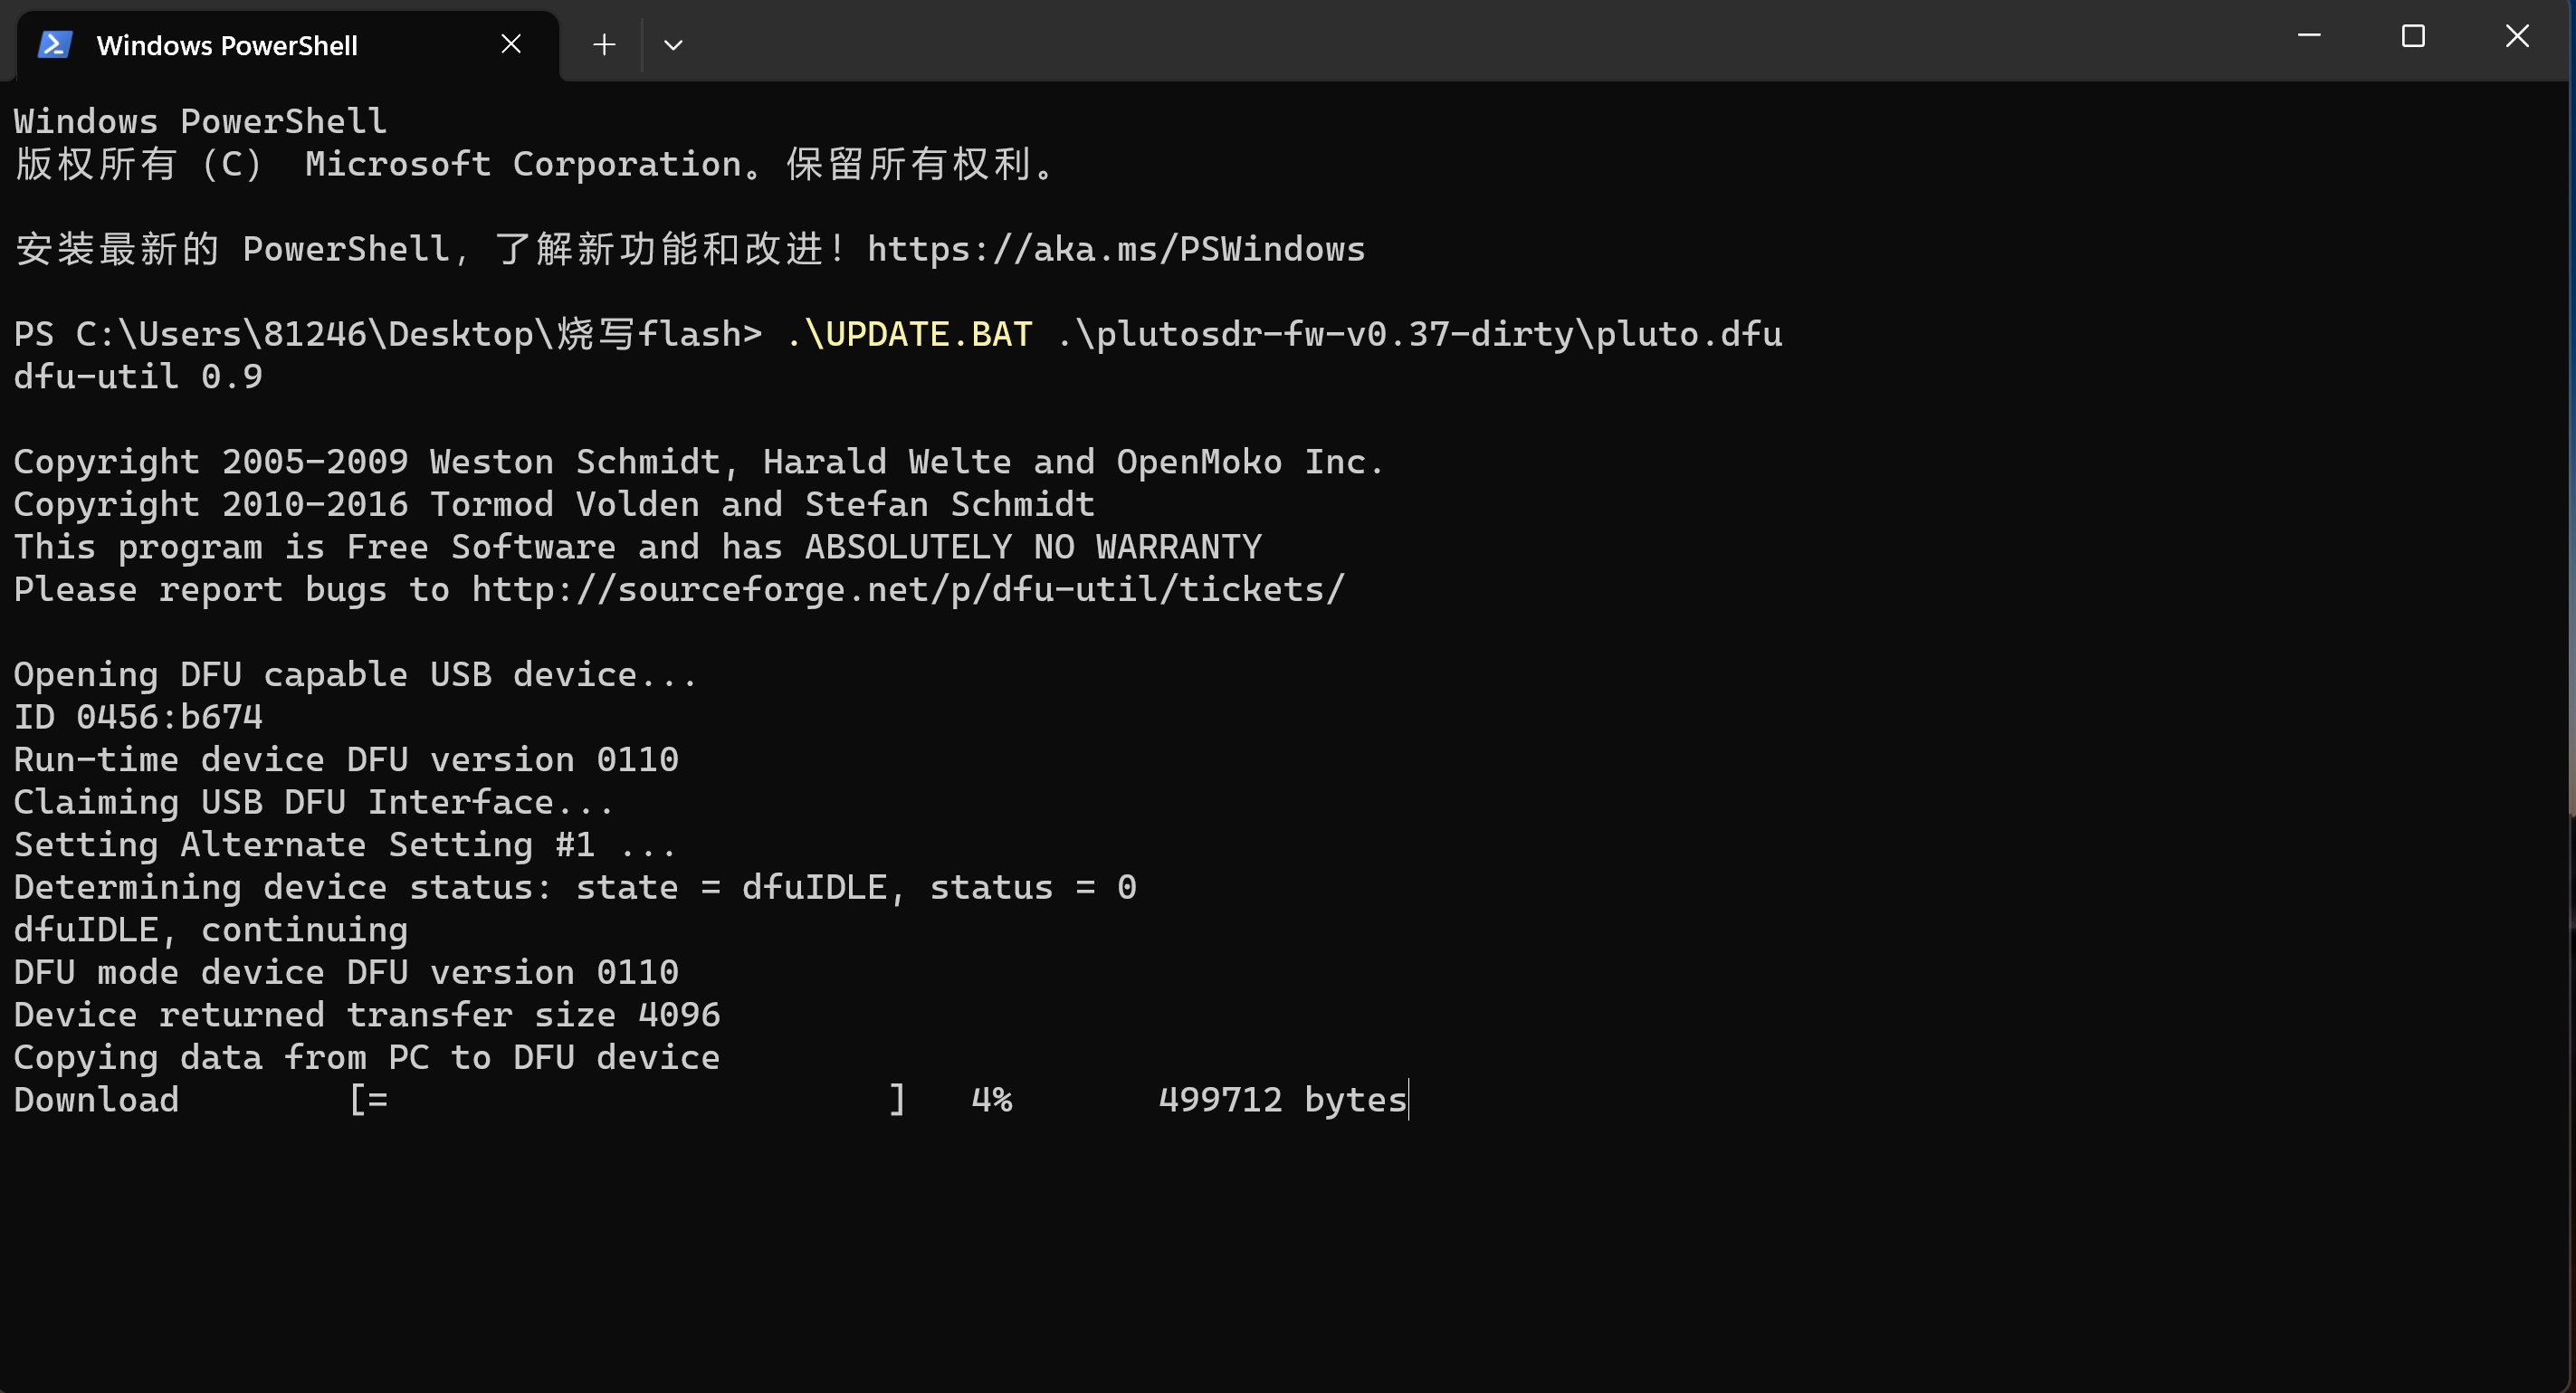 Windows PowerShell
Windows PowerShell
版权所有（C） Microsoft Corporation。保留所有权利。
安装最新的 PowerShell，了解新功能和改进！https://aka.ms/PSWindows
PS C:\Users\81246\Desktop\烧写flash> .\UPDATE.BAT .\plutosdr-fw-v0.37-dirty\pluto.dfu
dfu-util 0.9
Copyright 2005-2009 Weston Schmidt, Harald Welte and OpenMoko Inc.
Copyright 2010-2016 Tormod Volden and Stefan Schmidt
This program is Free Software and has ABSOLUTELY NO WARRANTY
Please report bugs to http://sourceforge.net/p/dfu-util/tickets/
Opening DFU capable USB device...
ID 0456:b674
Run-time device DFU version 0110
Claiming USB DFU Interface...
Setting Alternate Setting #1 ...
Determining device status: state = dfuIDLE, status = 0
dfuIDLE, continuing
DFU mode device DFU version 0110
Device returned transfer size 4096
Copying data from PC to DFU device
Download        [=                        ]   4%       499712 bytes